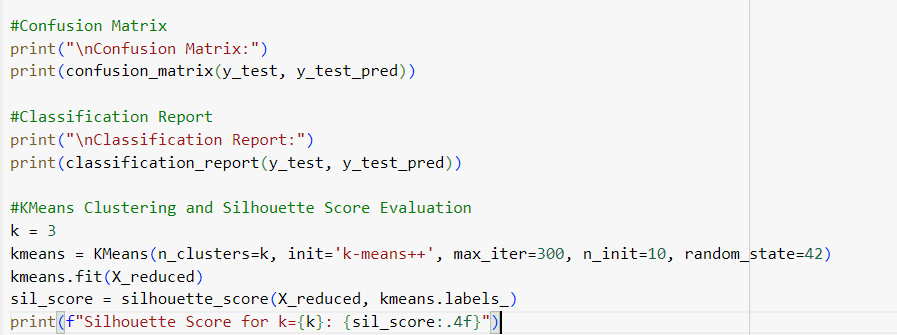 #Confusion Matrix
print("\nConfusion Matrix:")
print(confusion_matrix(y_test, y_test_pred))
#Classification Report
print("\nClassification Report:")
print(classification_report(y_test, y_test_pred))
#KMeans Clustering and Silhouette Score Evaluation
k = 3
kmeans = KMeans(n_clusters=k, init='k-means++', max_iter=300, n_init=10, random_state=42)
kmeans.fit(X_reduced)
sil_score = silhouette_score(X_reduced, kmeans.labels_)
print(f"Silhouette Score for k={k}: {sil_score:.4f}")